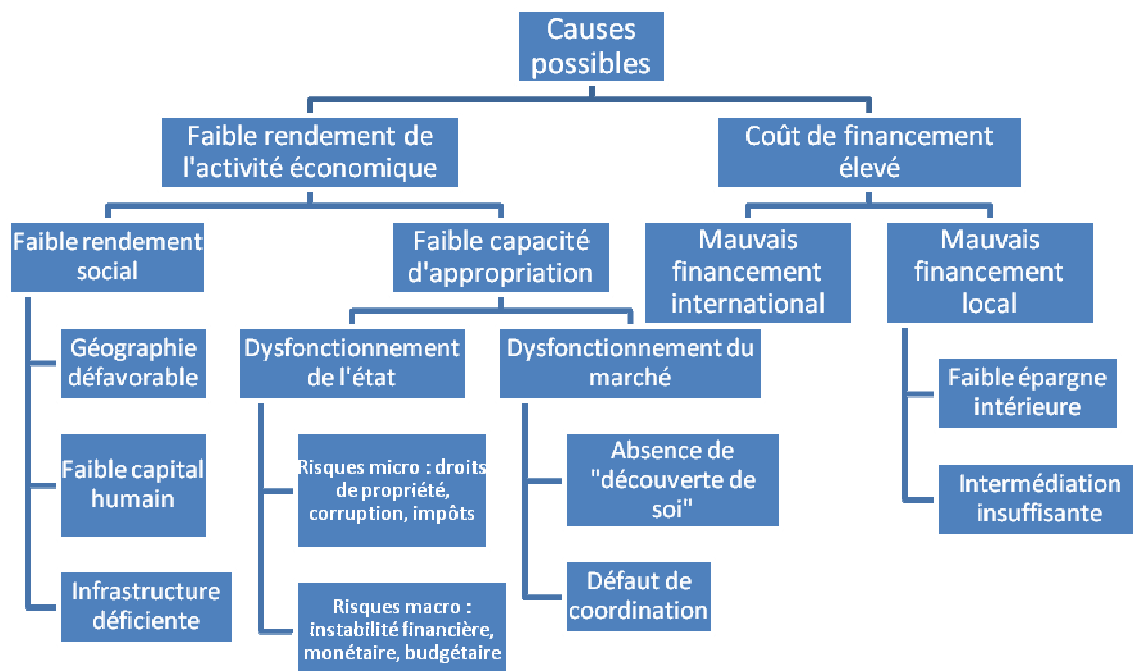 Causes
possibles
Faible rendement de
l'activité économique
Coût de financement
élevé
Faible rendement
social
Faible capacité
d'appropriation
Mauvais
financement
international
Mauvais
financement
local
Géographie
défavorable
Faible capital
humain
Infrastructure
déficiente
Dysfonctionnement
de l'état
Dysfonctionnement du
marché
Risques micro : droits
de propriété,
corruption, impôts
Risques macro :
instabilité financière,
monétaire, budgétaire
Absence de
"découverte de
soi"
Défaut de
coordination
Faible épargne
intérieure
Intermédiation
insuffisante